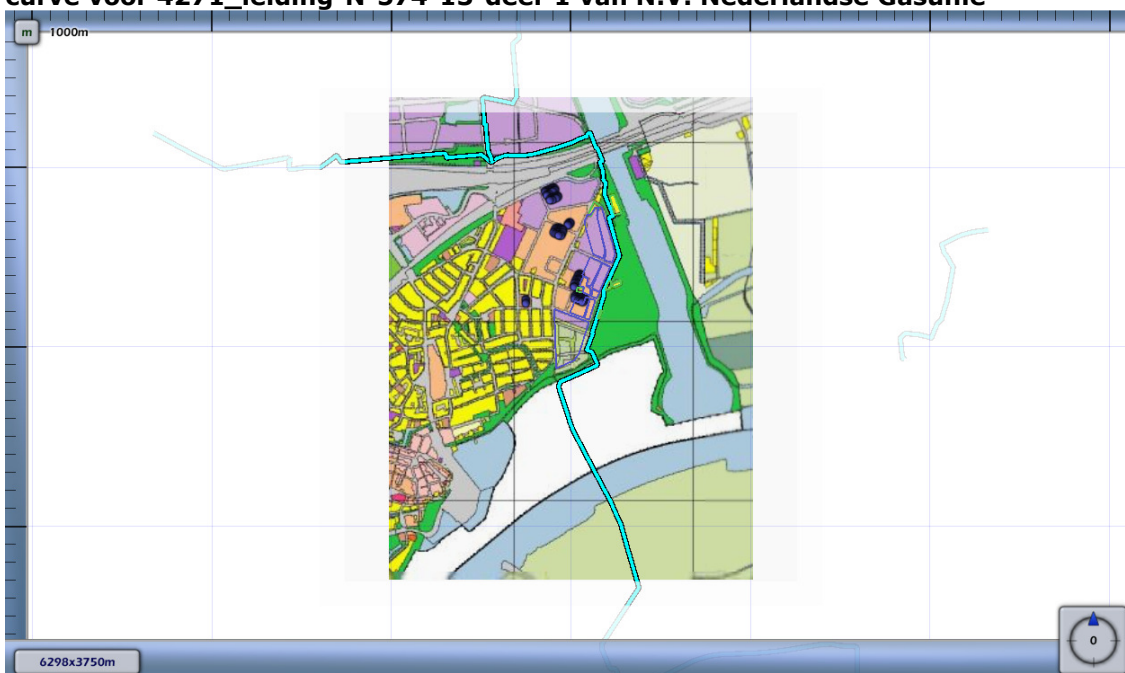 curve voor 4271_leiding-N-574-13-deel-1 van N.V. Nederlandse Gasunie
m 1000m
0
6298x3750m